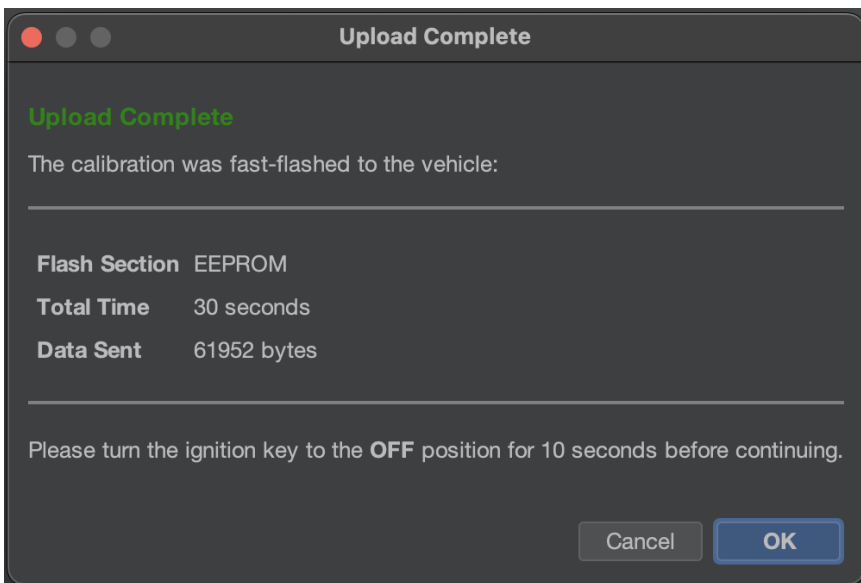 Upload Complete
Upload Complete
The calibration was fast-flashed to the vehicle:
Flash Section EEPROM
Total Time 30 seconds
Data Sent 61952 bytes
Please turn the ignition key to the OFF position for 10 seconds before continuing.
Cancel OK